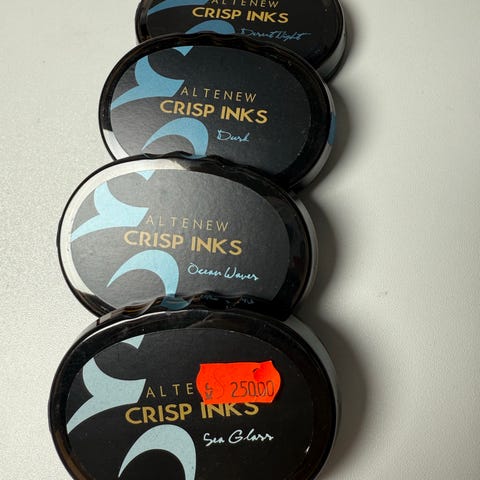 ALTENEW
CRISP INKS
Desert Night
ALTENEW
CRISP INKS
Dusk
ALTENEW
CRISP INKS
Ocean Waves
ALTE
250.00
CRISP INKS
Sea Glass